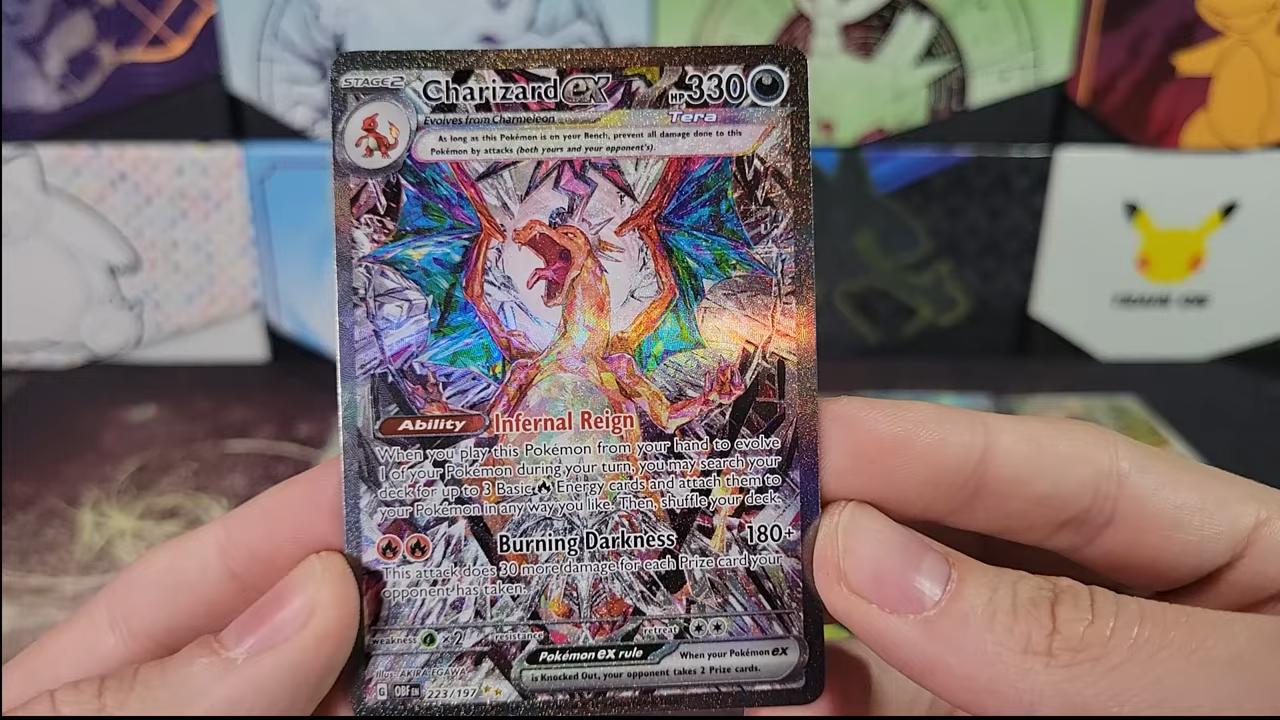 STAGE2 Charizard ex HP 330
Evolves from Charmeleon Tera
As long as this Pokémon is on your Bench, prevent all damage done to this
Pokémon by attacks (both yours and your opponent's).
Ability Infernal Reign
When you play this Pokémon from your hand to evolve
1 of your Pokémon during your turn, you may search your
deck for up to 3 Basic Energy cards and attach them to
your Pokémon in any way you like. Then, shuffle your deck.
Burning Darkness 180+
This attack does 30 more damage for each Prize card your
opponent has taken.
weakness ×2 resistance retreat
Pokémon ex rule When your Pokémon ex
is Knocked Out, your opponent takes 2 Prize cards.
Illus. AKIRA EGAWA
G OBF EN 223/197